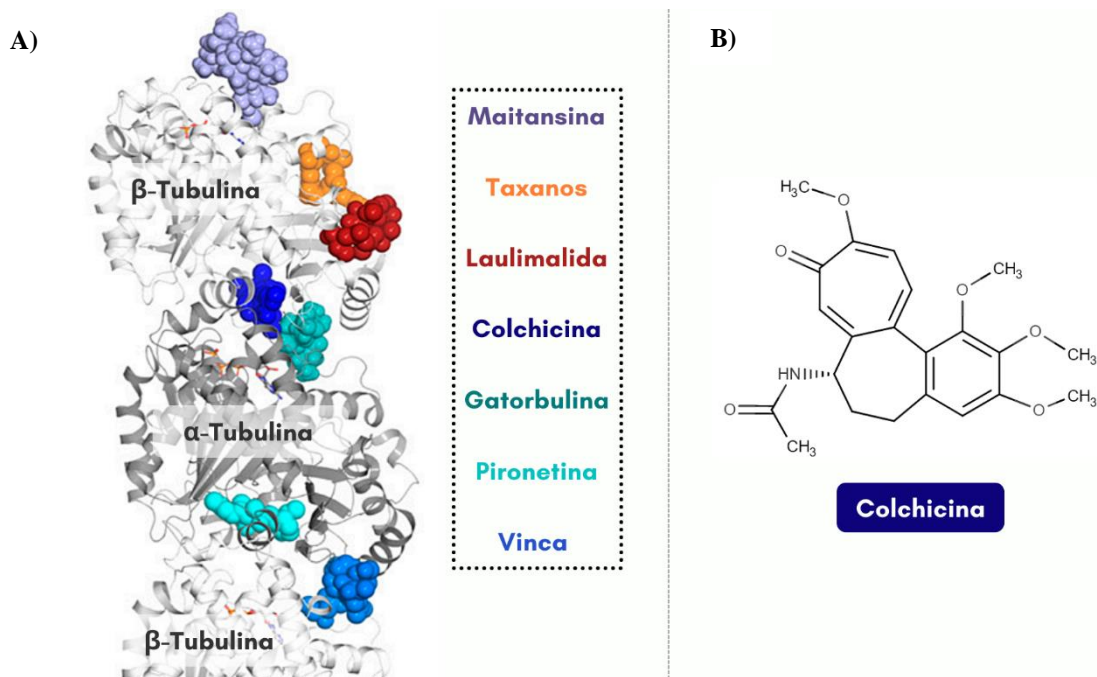 A)
β-Tubulina
α-Tubulina
β-Tubulina
Maitansina
Taxanos
Laulimalida
Colchicina
Gatorbulina
Pironetina
Vinca
B)
H₃C
O
O
O
CH₃
O
CH₃
O
CH₃
HN
O
CH₃
Colchicina